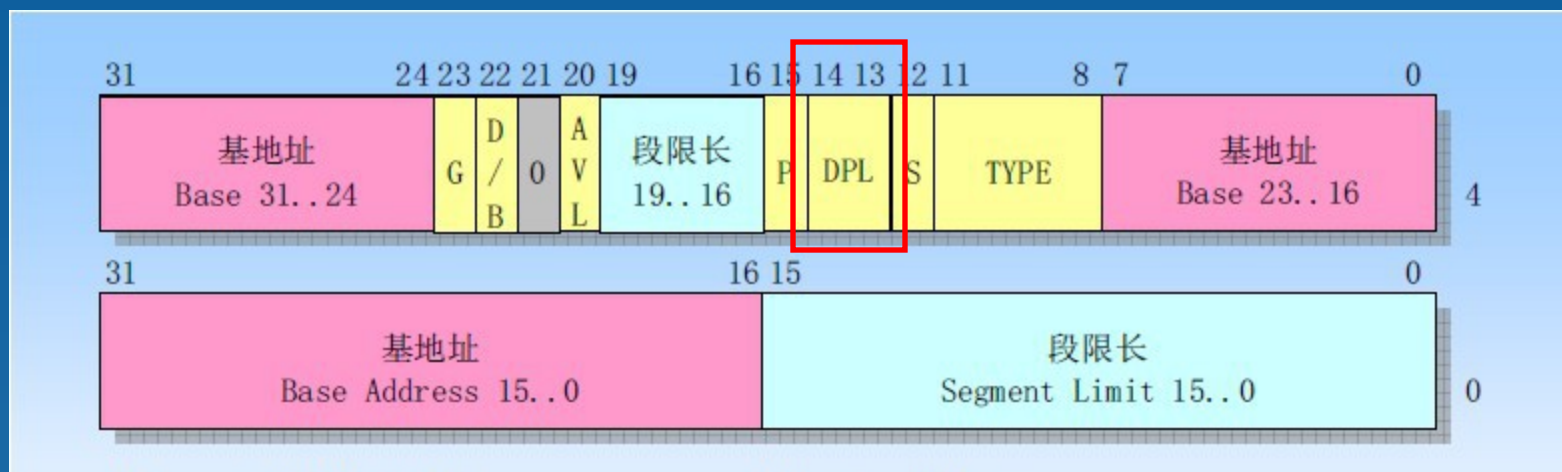 31 24 23 22 21 20 19 16 15 14 13 12 11 8 7 0
基地址
Base 31..24
G
D/B
0
AVL
段限长
19..16
P
DPL
S
TYPE
基地址
Base 23..16
4
31 16 15 0
基地址
Base Address 15..0
段限长
Segment Limit 15..0
0